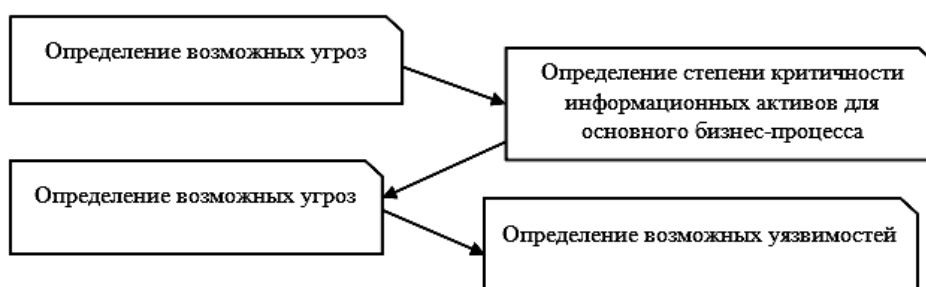 Определение возможных угроз
Определение степени критичности
информационных активов для
основного бизнес-процесса
Определение возможных угроз
Определение возможных уязвимостей